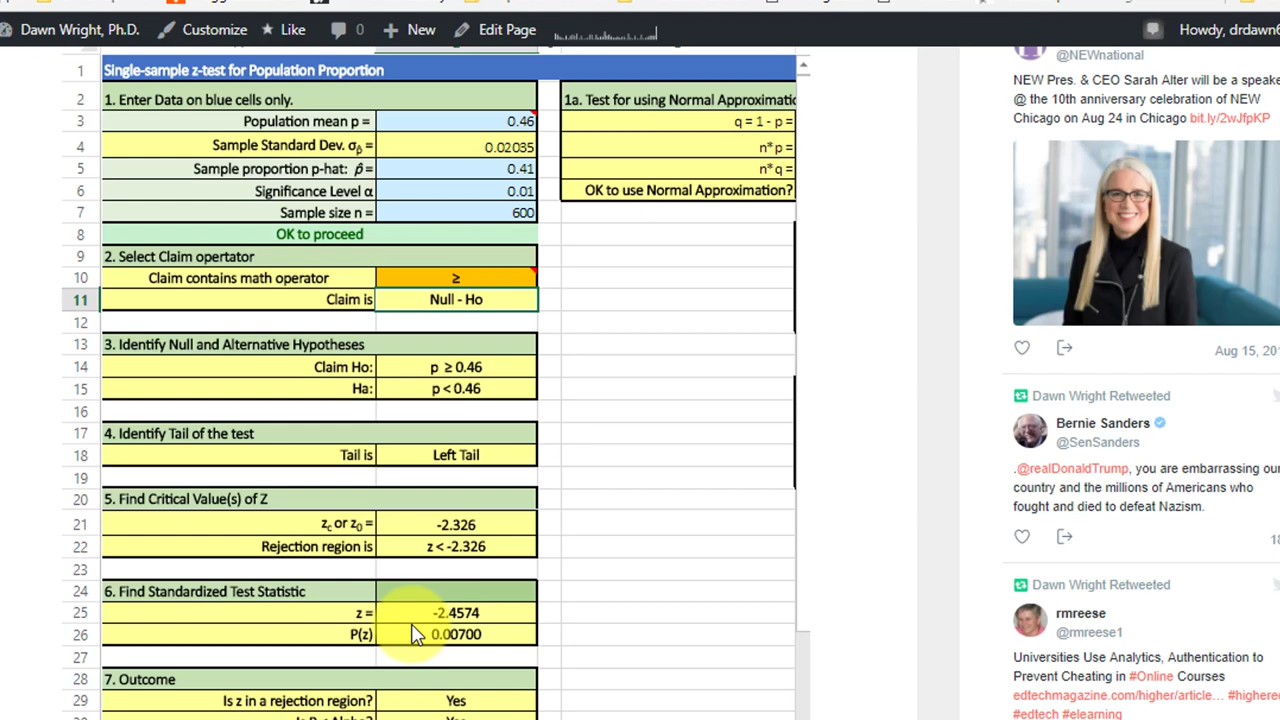 Dawn Wright, Ph.D. Customize Like 0 New Edit Page Howdy, drdawn6
1 Single-sample z-test for Population Proportion
2 1. Enter Data on blue cells only. 1a. Test for using Normal Approximatic
3 Population mean p = 0.46 q = 1 - p =
4 Sample Standard Dev. σp̂ = 0.02035 n* p =
5 Sample proportion p-hat: p̂ = 0.41 n* q =
6 Significance Level α 0.01 OK to use Normal Approximation?
7 Sample size n = 600
8 OK to proceed
9 2. Select Claim opertator
10 Claim contains math operator ≥
11 Claim is Null - Ho
12
13 3. Identify Null and Alternative Hypotheses
14 Claim Ho: p ≥ 0.46
15 Ha: p < 0.46
16
17 4. Identify Tail of the test
18 Tail is Left Tail
19
20 5. Find Critical Value(s) of Z
21 zc or z0 = -2.326
22 Rejection region is z < -2.326
23
24 6. Find Standardized Test Statistic
25 z = -2.4574
26 P(z) 0.00700
27
28 7. Outcome
29 Is z in a rejection region? Yes
@NEWnational
NEW Pres. & CEO Sarah Alter will be a speake
@ the 10th anniversary celebration of NEW
Chicago on Aug 24 in Chicago bit.ly/2wJfpKP
Aug 15, 20
Dawn Wright Retweeted
Bernie Sanders
@SenSanders
.@realDonaldTrump, you are embarrassing ou
country and the millions of Americans who
fought and died to defeat Nazism.
18
Dawn Wright Retweeted
rmreese
@rmreese1
Universities Use Analytics, Authentication to
Prevent Cheating in #Online Courses
edtechmagazine.com/higher/article... #highere
#edtech #elearning